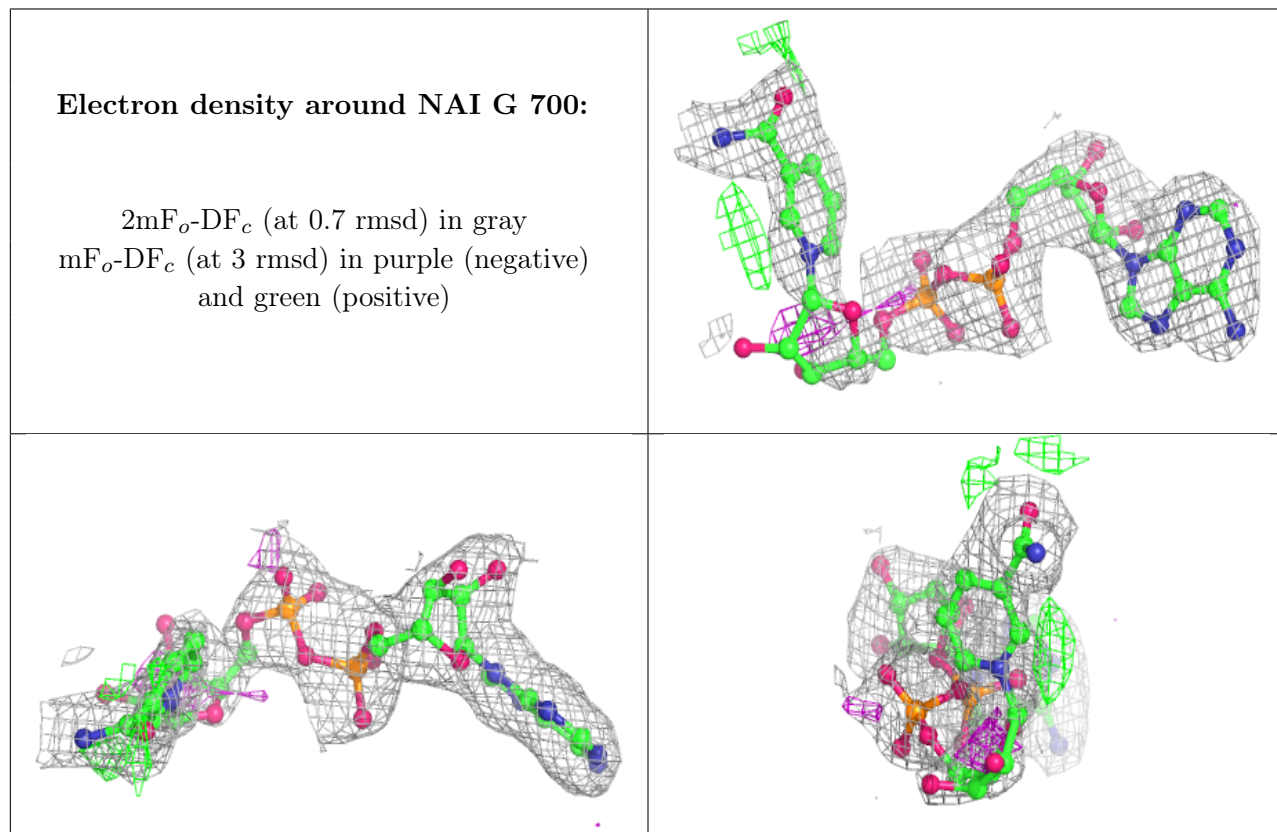 Electron density around NAI G 700:
2mFₒ-DF𝒸 (at 0.7 rmsd) in gray
mFₒ-DF𝒸 (at 3 rmsd) in purple (negative)
and green (positive)